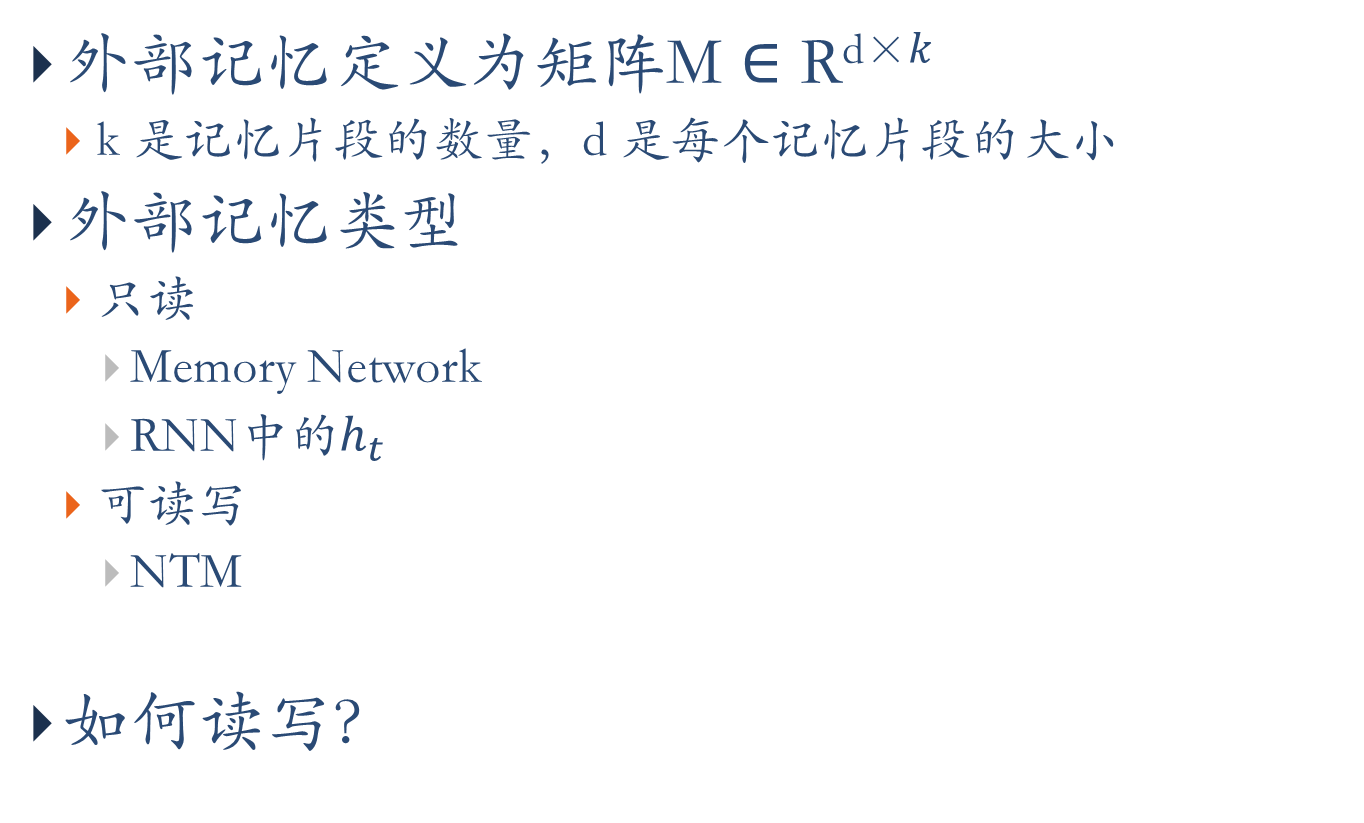 外部记忆定义为矩阵M ∈ R^{d×k}
k 是记忆片段的数量，d 是每个记忆片段的大小
外部记忆类型
只读
Memory Network
RNN中的h_t
可读写
NTM
如何读写？